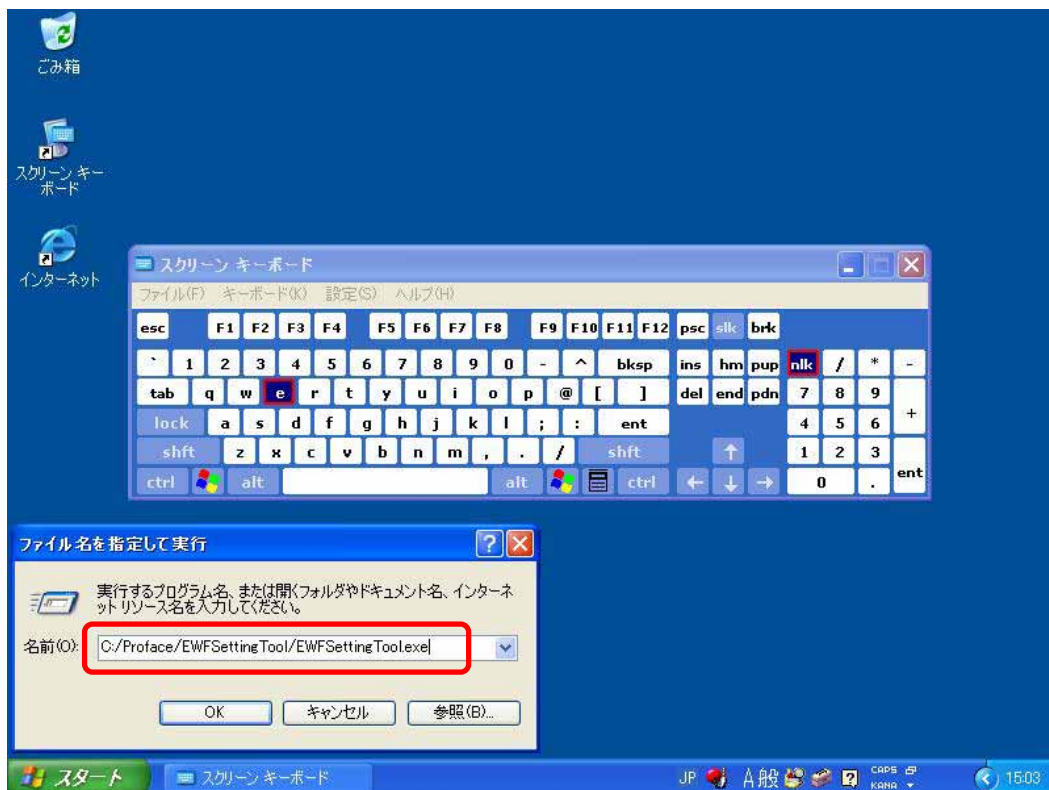 ごみ箱
スクリーン キー
ボード
インターネット
スクリーン キーボード
ファイル(F) キーボード(K) 設定(S) ヘルプ(H)
esc F1 F2 F3 F4 F5 F6 F7 F8 F9 F10 F11 F12 psc slk brk
` 1 2 3 4 5 6 7 8 9 0 - ^ bksp ins hm pup nlk / * -
tab q w e r t y u i o p @ [ ] del end pdn 7 8 9 +
lock a s d f g h j k l ; : ent 4 5 6
shft z x c v b n m , . / shft ↑ 1 2 3 ent
ctrl alt alt ctrl ← ↓ → 0 .
ファイル名を指定して実行
実行するプログラム名、または開くフォルダやドキュメント名、インターネ
ット リソース名を入力してください。
名前(O): C:/Proface/EWFSettingTool/EWFSettingTool.exe
OK キャンセル 参照(B)...
スタート スクリーン キーボード JP A 般 CAPS KANA 15:03